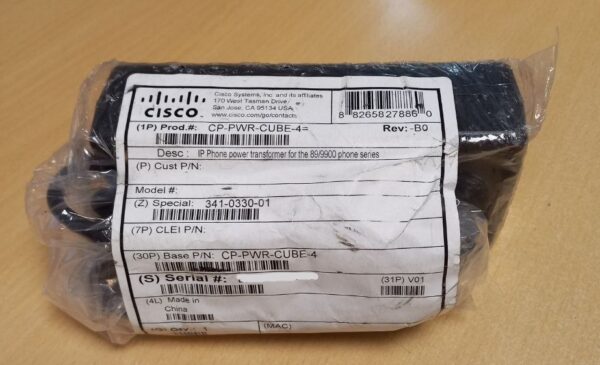 CISCO
Cisco Systems, Inc. and its affiliates
170 West Tasman Drive
San Jose, CA 95134 USA
www.cisco.com/go/contacts
8 82658 27886 0
(1P) Prod.#: CP-PWR-CUBE-4=
Rev: -B0
Desc : IP Phone power transformer for the 89/9900 phone series
(P) Cust P/N:
Model #:
(Z) Special: 341-0330-01
(7P) CLEI P/N:
(30P) Base P/N: CP-PWR-CUBE-4
(S) Serial #:
(31P) V01
(4L) Made in
China
(MAC)